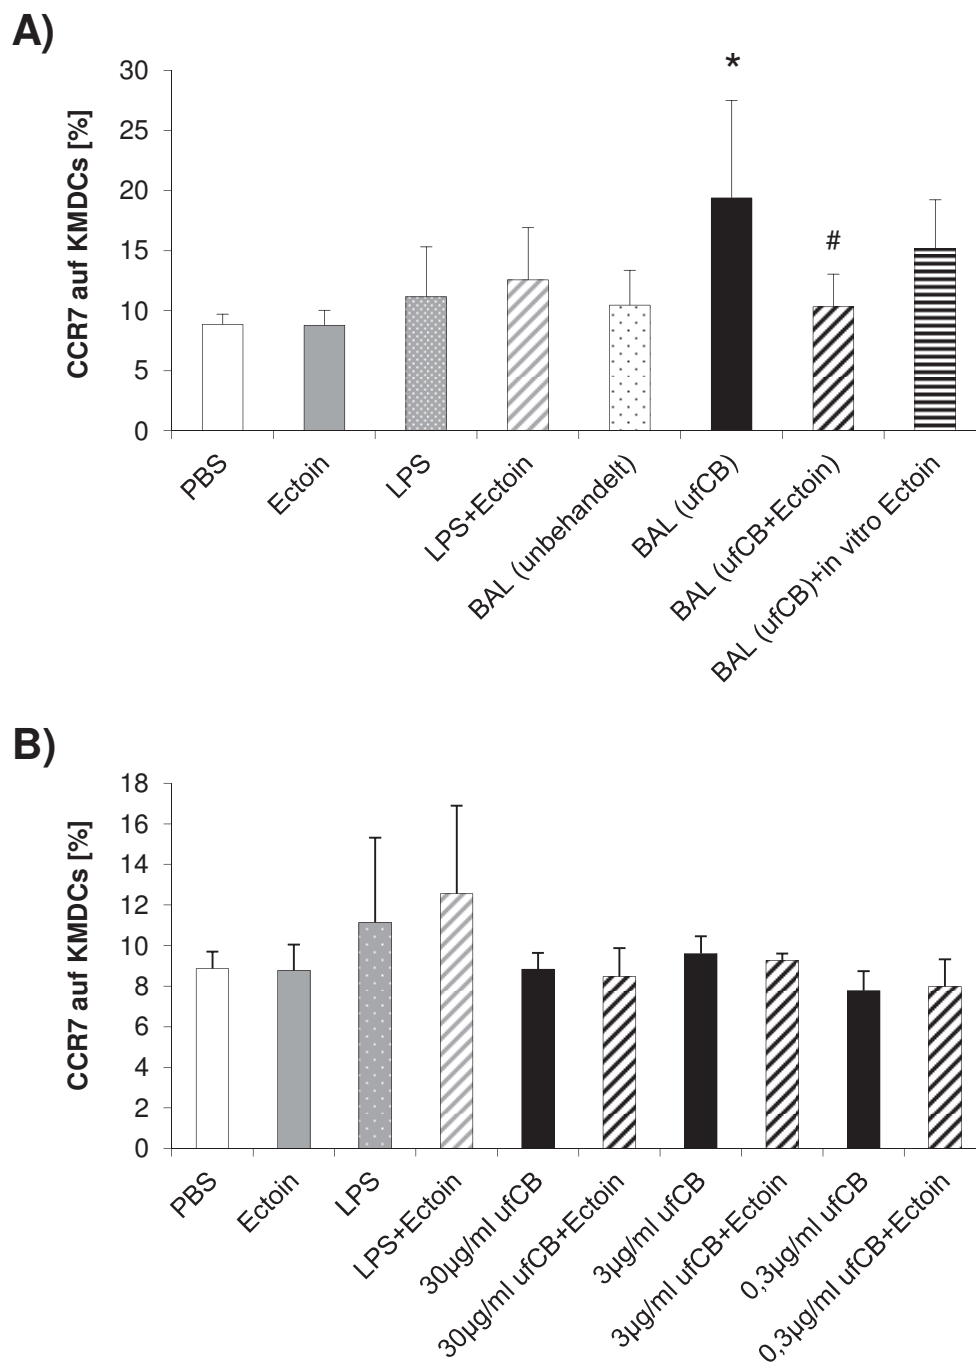 A)
CCR7 auf KMDCs [%]
30
25
20
15
10
5
0
*
#
PBS
Ectoin
LPS
LPS+Ectoin
BAL (unbehandelt)
BAL (ufCB)
BAL (ufCB+Ectoin)
BAL (ufCB)+in vitro Ectoin
B)
CCR7 auf KMDCs [%]
18
16
14
12
10
8
6
4
2
0
PBS
Ectoin
LPS
LPS+Ectoin
30µg/ml ufCB
30µg/ml ufCB+Ectoin
3µg/ml ufCB
3µg/ml ufCB+Ectoin
0,3µg/ml ufCB
0,3µg/ml ufCB+Ectoin